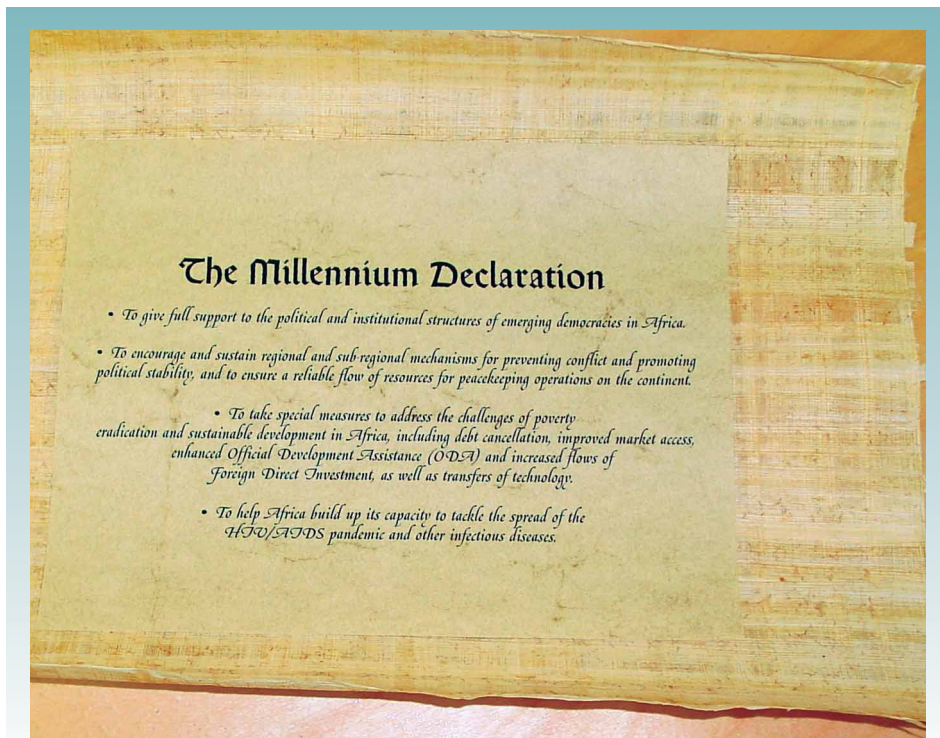 The Millennium Declaration
• To give full support to the political and institutional structures of emerging democracies in Africa.
• To encourage and sustain regional and sub-regional mechanisms for preventing conflict and promoting
political stability, and to ensure a reliable flow of resources for peacekeeping operations on the continent.
• To take special measures to address the challenges of poverty
eradication and sustainable development in Africa, including debt cancellation, improved market access,
enhanced Official Development Assistance (ODA) and increased flows of
Foreign Direct Investment, as well as transfers of technology.
• To help Africa build up its capacity to tackle the spread of the
HIV/AIDS pandemic and other infectious diseases.